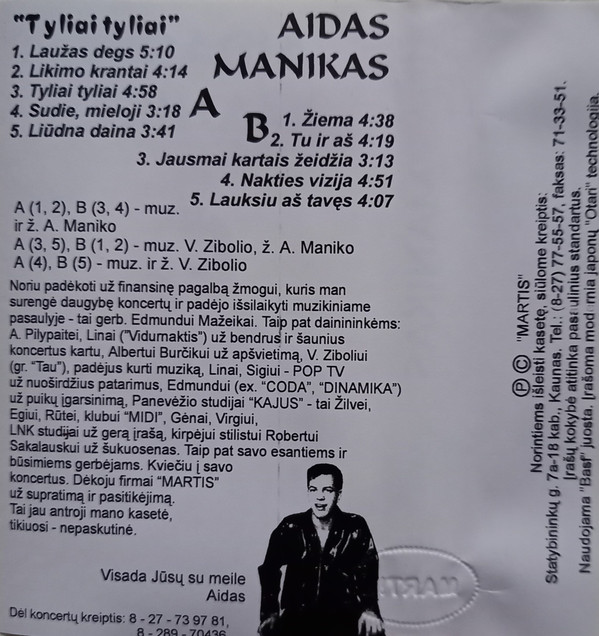 "Tyliai tyliai"
1. Laužas degs 5:10
2. Likimo krantai 4:14
3. Tyliai tyliai 4:58
4. Sudie, mieloji 3:18
5. Liūdna daina 3:41
A
AIDAS
MANIKAS
B
1. Žiema 4:38
2. Tu ir aš 4:19
3. Jausmai kartais žeidžia 3:13
4. Nakties vizija 4:51
5. Lauksiu aš tavęs 4:07
A (1, 2), B (3, 4) - muz.
ir ž. A. Maniko
A (3, 5), B (1, 2) - muz. V. Zibolio, ž. A. Maniko
A (4), B (5) - muz. ir ž. V. Zibolio
Noriu padėkoti už finansinę pagalbą žmogui, kuris man
surengė daugybę koncertų ir padėjo išsilaikyti muzikiniame
pasaulyje - tai gerb. Edmundui Mažeikai. Taip pat dainininkėms:
A. Pilypaitei, Linai ("Vidumaktis") už bendrus ir šaunius
koncertus kartu, Albertui Burčikui už apšvietimą, V. Ziboliui
(gr. "Tau"), padėjus kurti muziką, Linai, Sigiui - POP TV
už nuoširdžius patarimus, Edmundui (ex. "CODA", "DINAMIKA")
už puikų įgarsinimą, Panevėžio studijai "KAJUS" - tai Žilvei,
Egiui, Rūtei, klubui "MIDI", Gėnai, Virgiui,
LNK studijai už gerą įrašą, kirpėjui stilistui Robertui
Sakalauskui už šukuosenas. Taip pat savo esantiems ir
būsimiems gerbėjams. Kviečiu į savo
koncertus. Dėkoju firmai "MARTIS"
už supratimą ir pasitikėjimą.
Tai jau antroji mano kasetė,
tikiuosi - nepaskutinė.
Visada Jūsų su meile
Aidas
Dėl koncertų kreiptis: 8 - 27 - 73 97 81,
8 - 289 - 70436
Ⓟ © "MARTIS"
Norintiems išleisti kasetę, siūlome kreiptis:
Statybininkų g. 7a-18 kab., Kaunas. Tel.: (8-27) 77-55-57, faksas: 71-33-51.
Įrašų kokybė atitinka pasaulinius standartus.
Naudojama "Basf" juosta. Įrašoma modernia japonų "Otari" technologija.
MARTIS